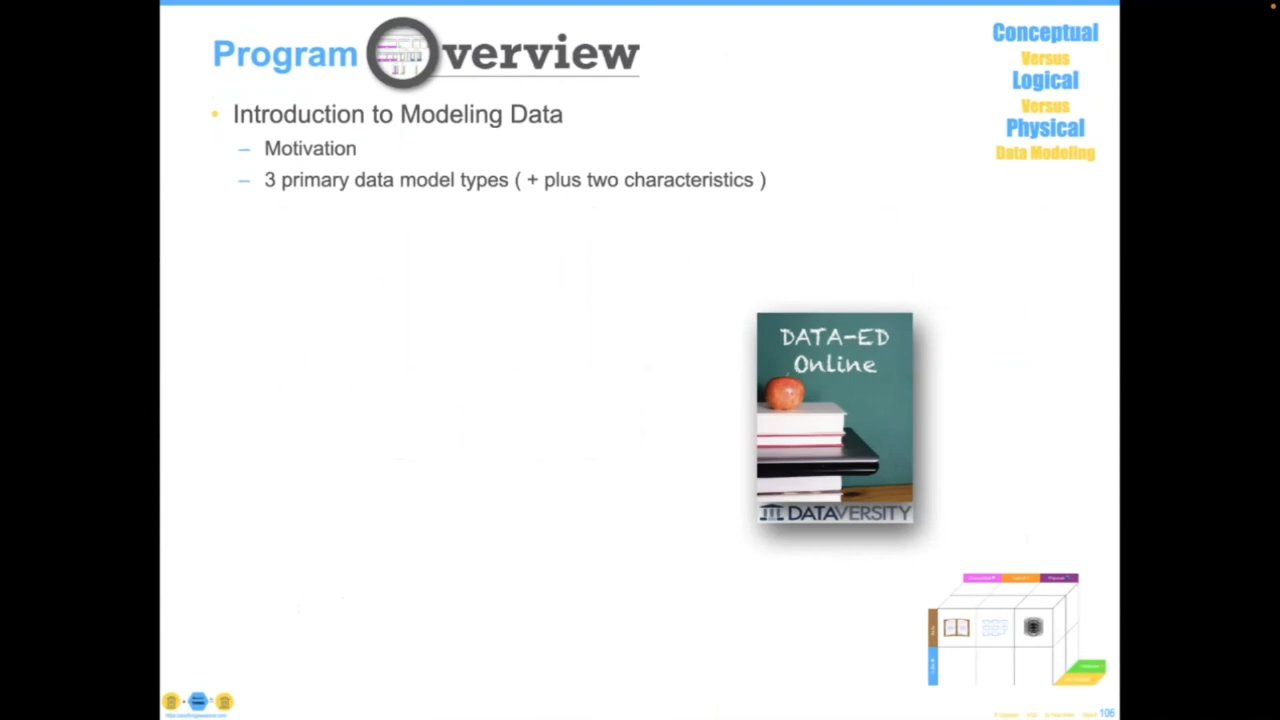 Program Overview
Conceptual
Versus
Logical
Versus
Physical
Data Modeling
• Introduction to Modeling Data
– Motivation
– 3 primary data model types ( + plus two characteristics )
DATA-ED
Online
DATAVERSITY
106